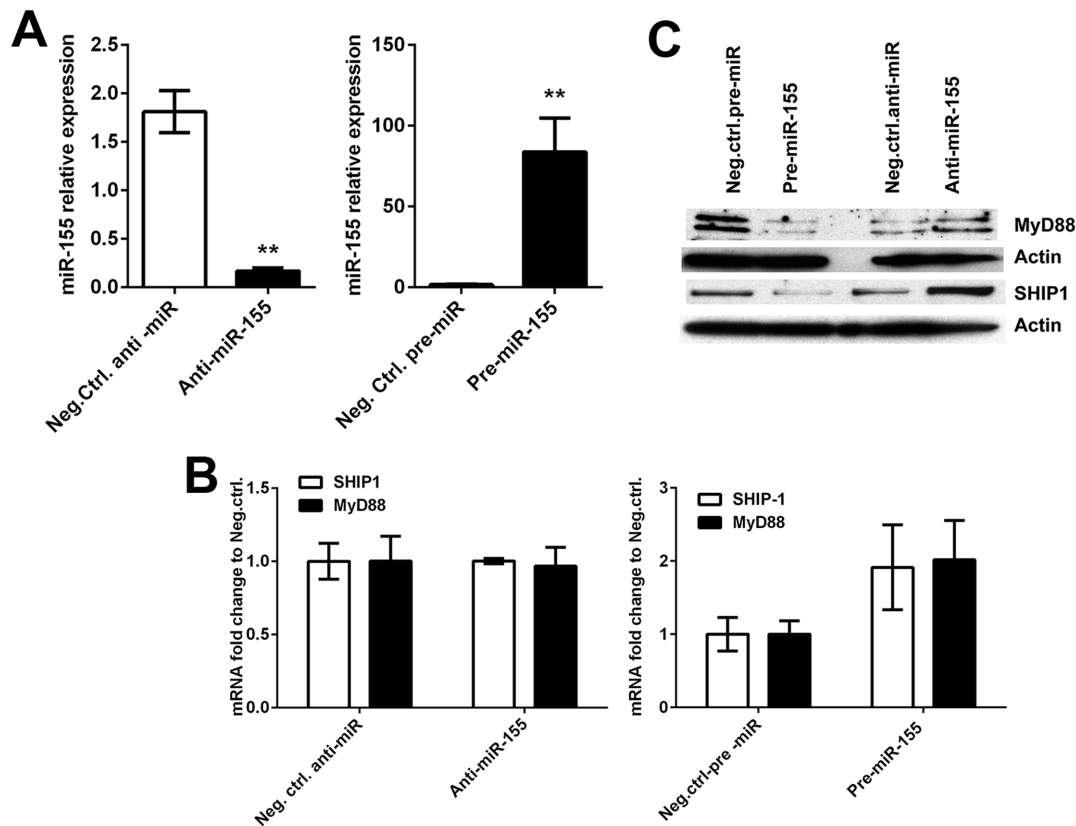 A
miR-155 relative expression
2.5
2.0
1.5
1.0
0.5
0.0
**
Neg.Ctrl. anti -miR
Anti-miR-155
miR-155 relative expression
150
100
50
0
**
Neg. Ctrl. pre-miR
Pre-miR-155
C
Neg.ctrl.pre-miR
Pre-miR-155
Neg.ctrl.anti-miR
Anti-miR-155
MyD88
Actin
SHIP1
Actin
B
mRNA fold change to Neg.ctrl.
1.5
1.0
0.5
0.0
SHIP1
MyD88
Neg. ctrl. anti-miR
Anti-miR-155
mRNA fold change to Neg.ctrl.
3
2
1
0
SHIP-1
MyD88
Neg.ctrl-pre -miR
Pre-miR-155